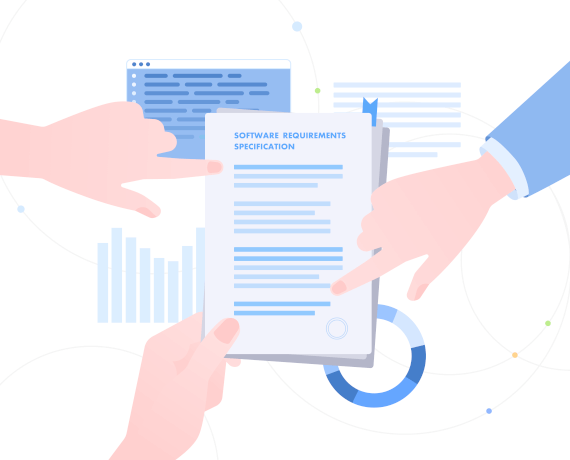 SOFTWARE REQUIREMENTS
SPECIFICATION